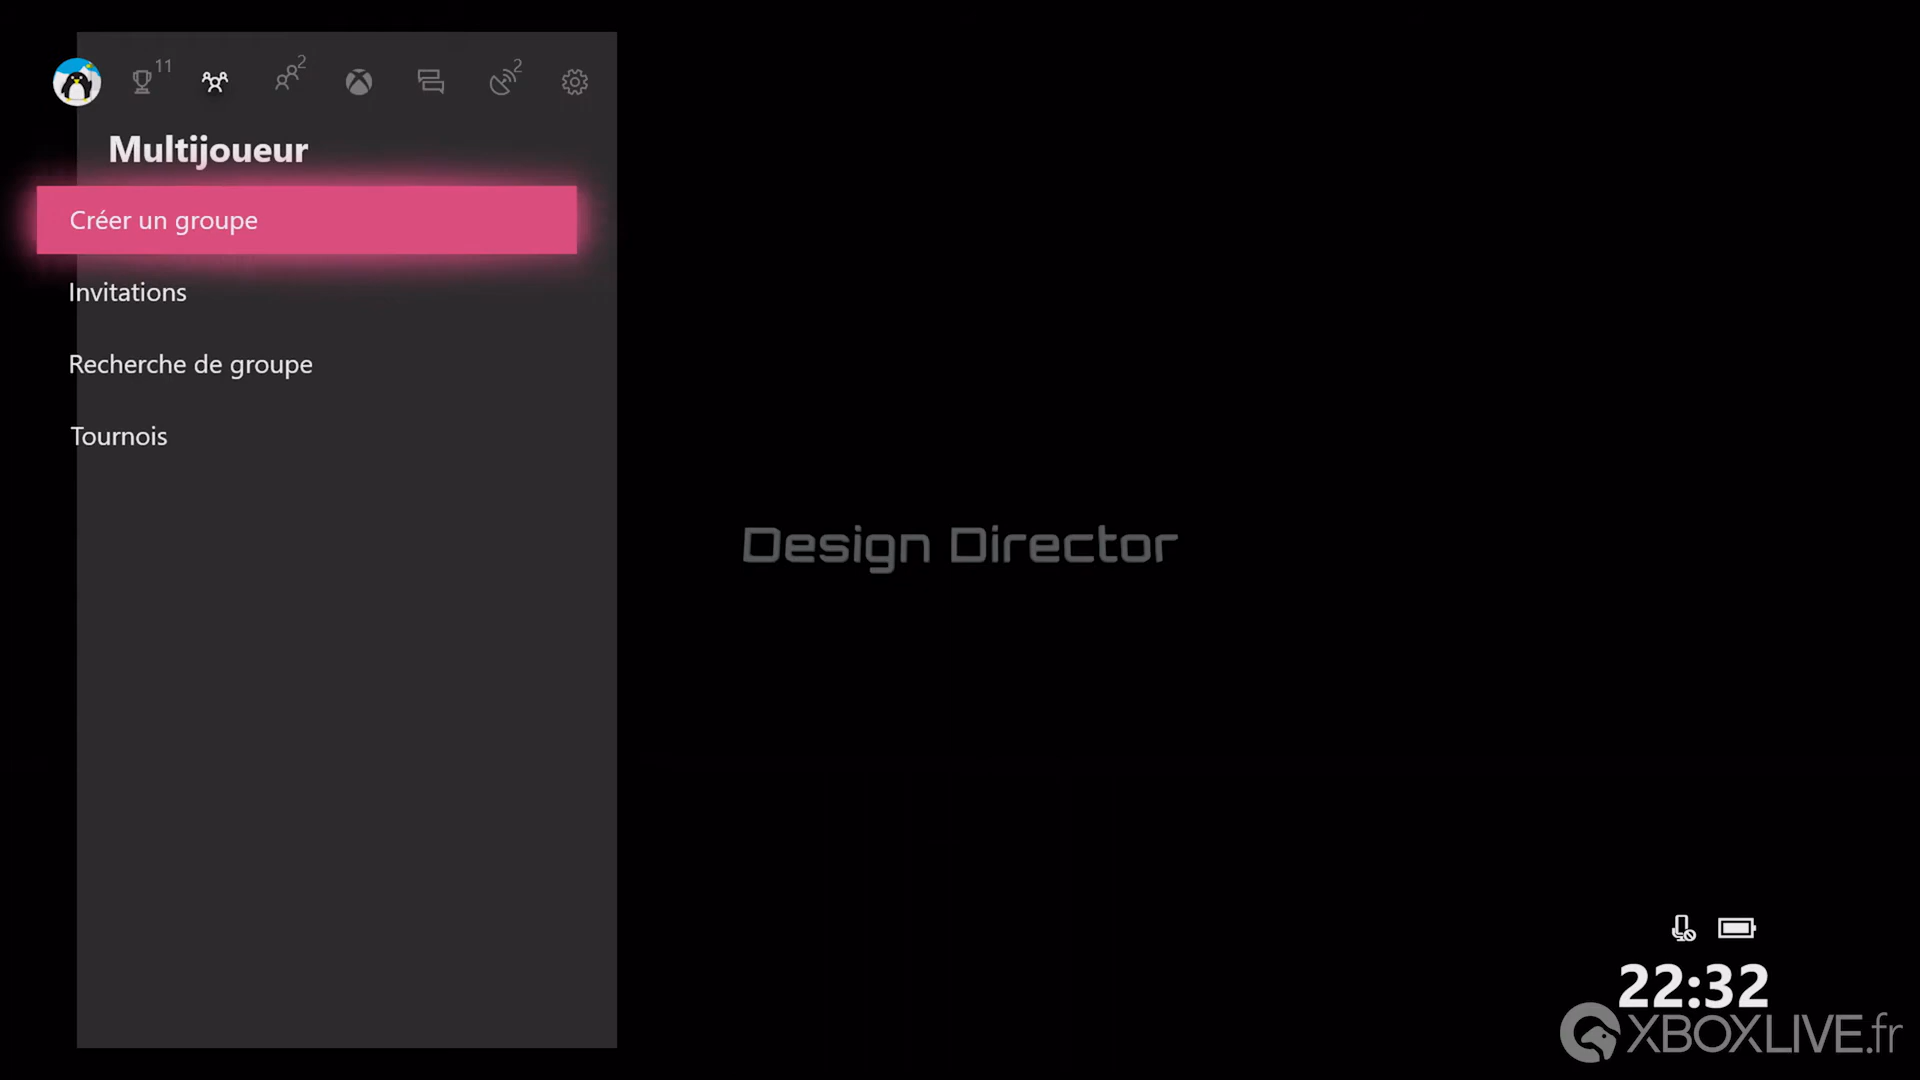 11
2
2
Multijoueur
Créer un groupe
Invitations
Recherche de groupe
Tournois
Design Director
22:32
XBOXLIVE.fr